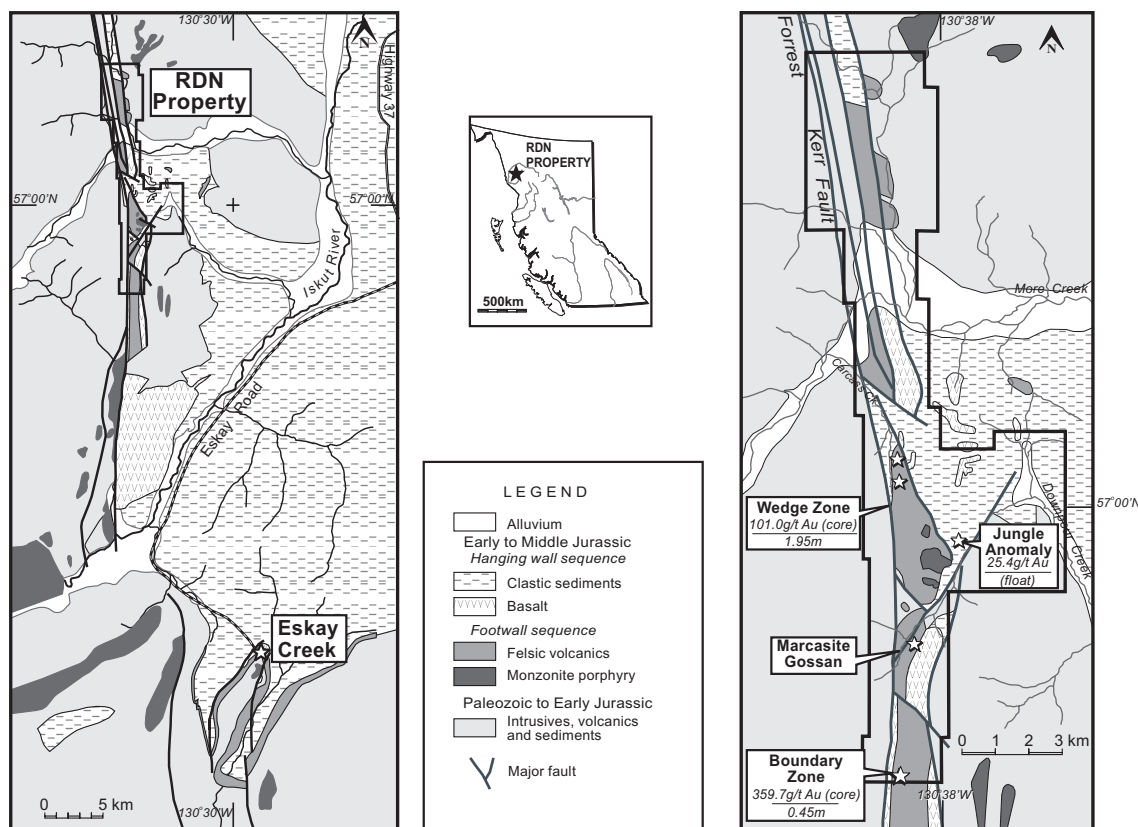 130°30'W
N
Highway 37
RDN
Property
57°00'N
Iskut River
Eskay Road
Eskay
Creek
0 5 km
130°30'W
RDN
PROPERTY
500km
LEGEND
Alluvium
Early to Middle Jurassic
Hanging wall sequence
Clastic sediments
Basalt
Footwall sequence
Felsic volcanics
Monzonite porphyry
Paleozoic to Early Jurassic
Intrusives, volcanics
and sediments
Major fault
130°38'W
N
Forrest
Kerr Fault
More Creek
Carcass Ck.
57°00'N
Wedge Zone
101.0g/t Au (core)
1.95m
Downpour Creek
Jungle
Anomaly
25.4g/t Au
(float)
Marcasite
Gossan
0 1 2 3 km
Boundary
Zone
359.7g/t Au (core)
0.45m
130°38'W